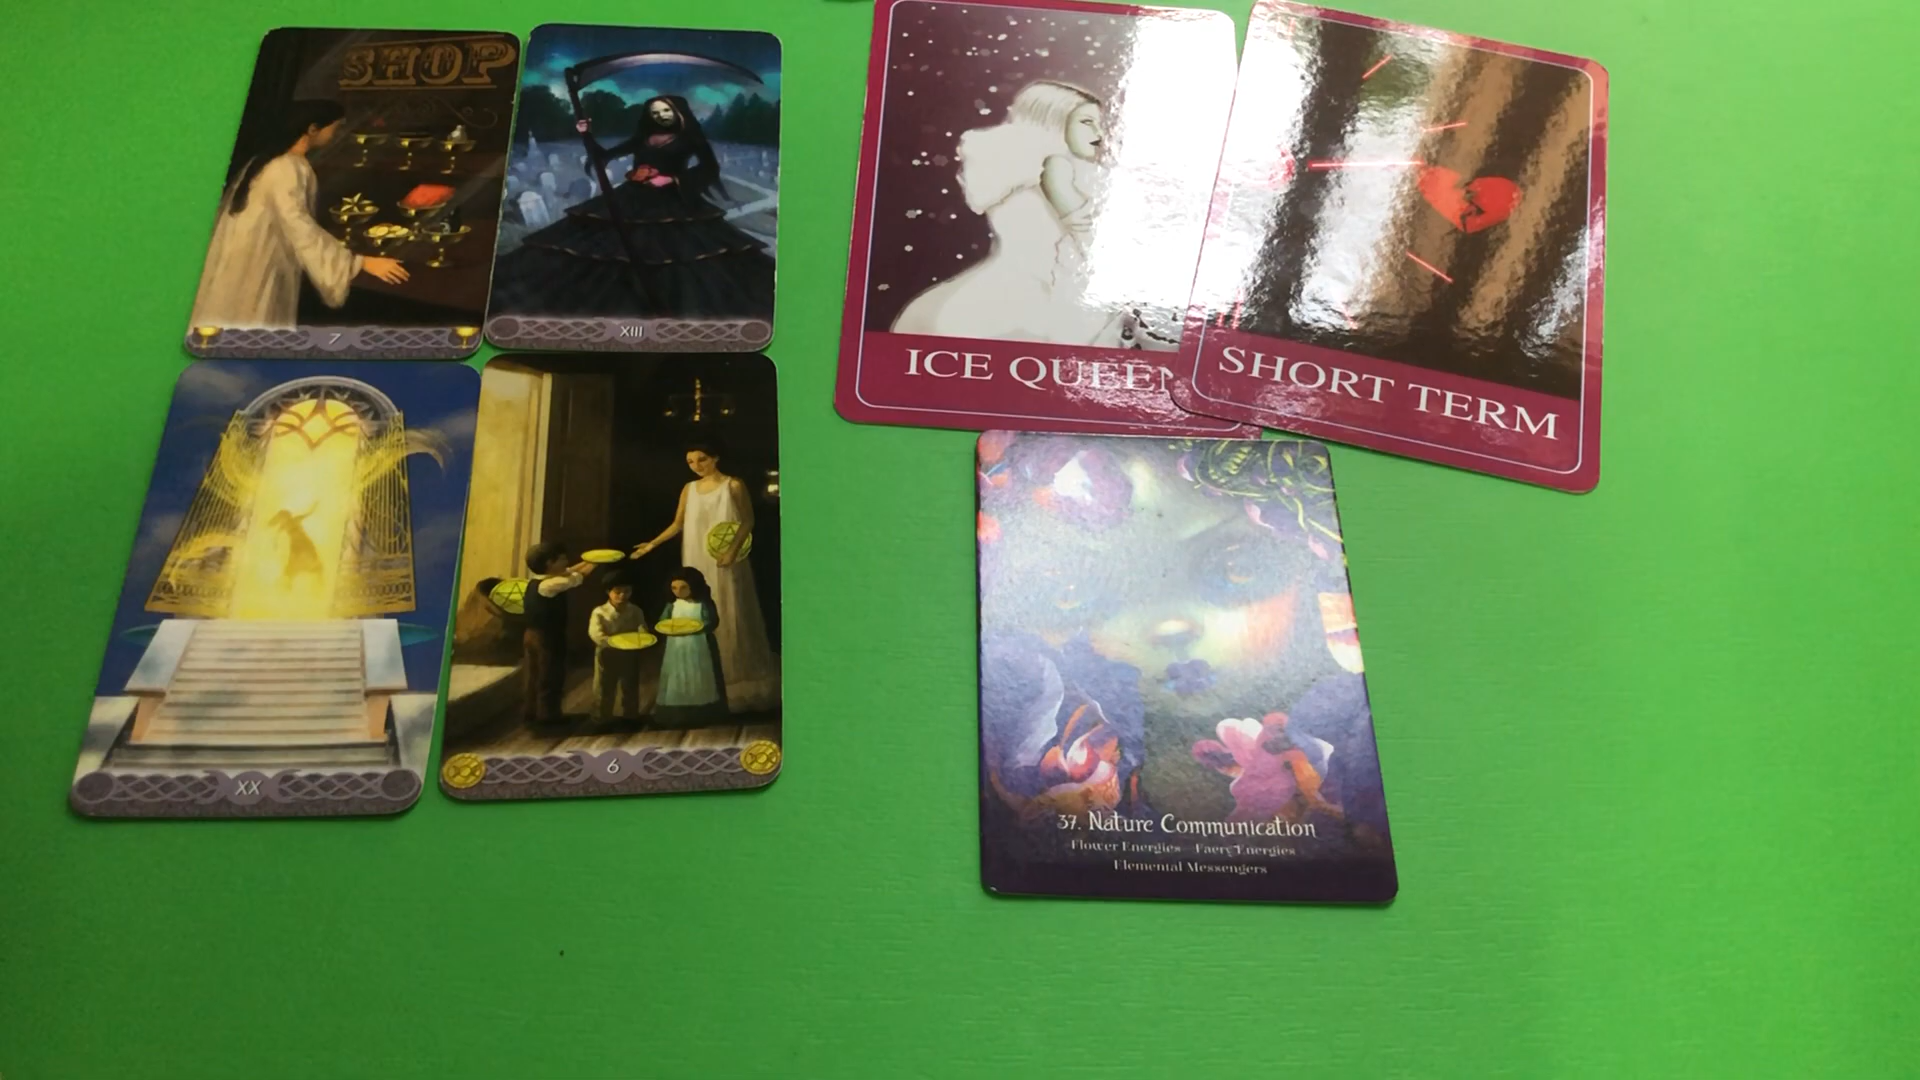 SHOP
7
XIII
XX
6
ICE QUEEN
SHORT TERM
37. Nature Communication
Flower Energies Faery Energies
Elemental Messengers